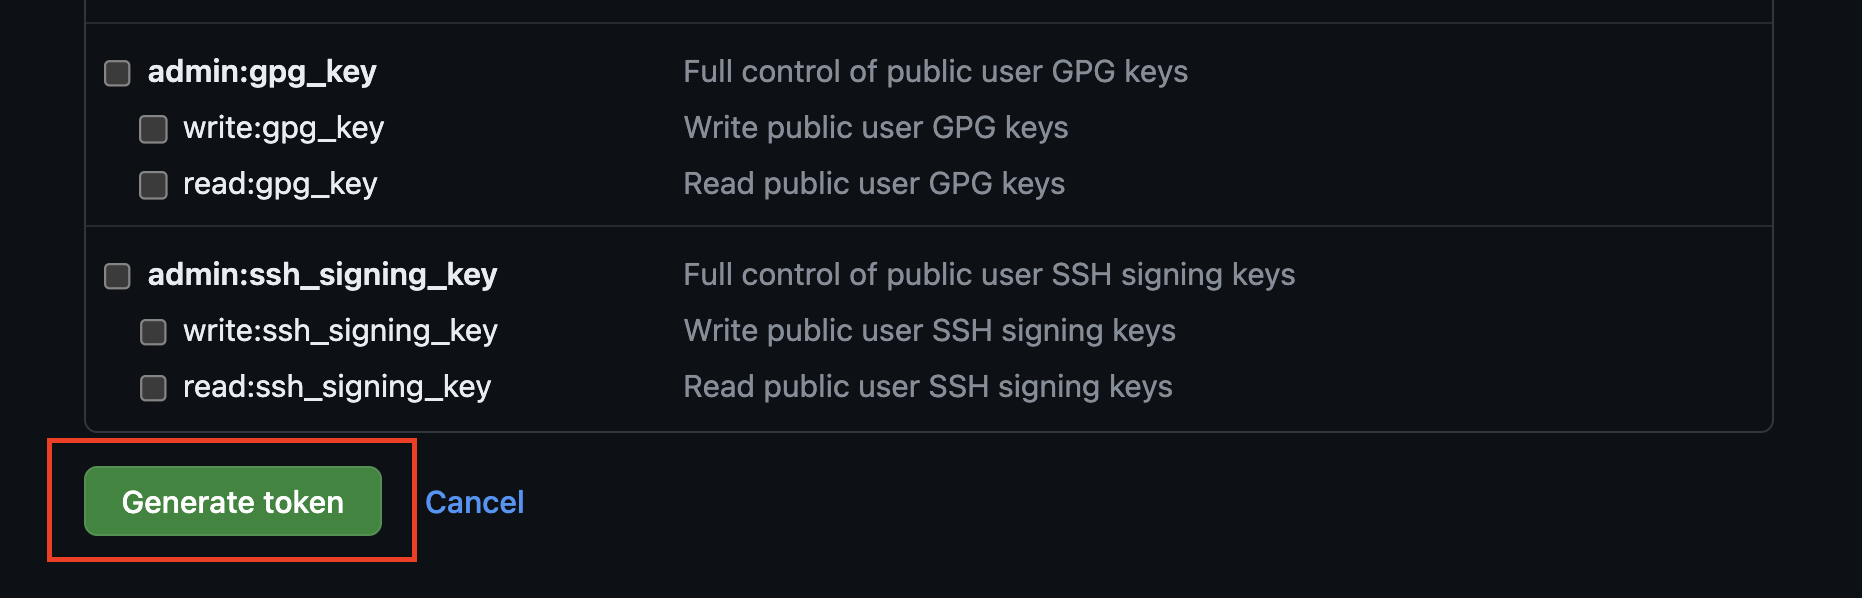 admin:gpg_key Full control of public user GPG keys
write:gpg_key Write public user GPG keys
read:gpg_key Read public user GPG keys
admin:ssh_signing_key Full control of public user SSH signing keys
write:ssh_signing_key Write public user SSH signing keys
read:ssh_signing_key Read public user SSH signing keys
Generate token Cancel